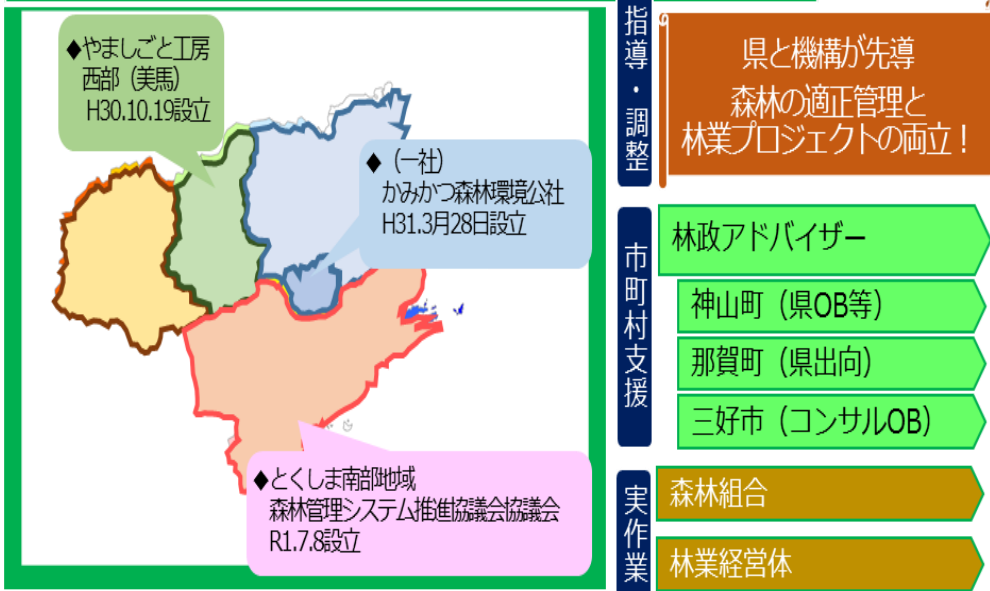 ◆やましごと工房
西部（美馬）
H30.10.19設立
◆（一社）
かみかつ森林環境公社
H31.3月28日設立
◆とくしま南部地域
森林管理システム推進協議会協議会
R1.7.8設立
指導・調整
県と機構が先導
森林の適正管理と
林業プロジェクトの両立！
市町村支援
林政アドバイザー
神山町（県OB等）
那賀町（県出向）
三好市（コンサルOB）
実作業
森林組合
林業経営体